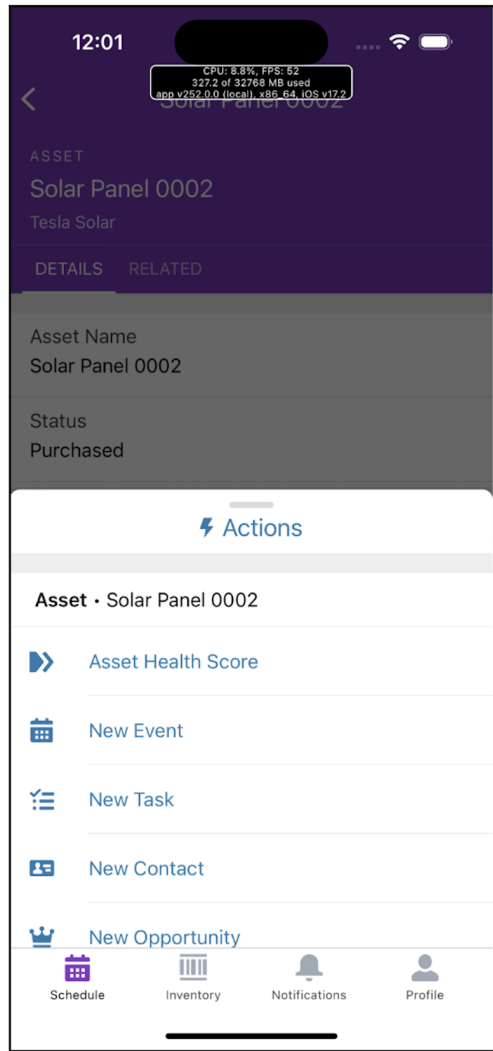 12:01
CPU: 8.8%, FPS: 52
327.2 of 32768 MB used
app v252.0.0 (local), x86_64, iOS v17.2
Solar Panel 0002
ASSET
Solar Panel 0002
Tesla Solar
DETAILS RELATED
Asset Name
Solar Panel 0002
Status
Purchased
Actions
Asset • Solar Panel 0002
Asset Health Score
New Event
New Task
New Contact
New Opportunity
Schedule Inventory Notifications Profile